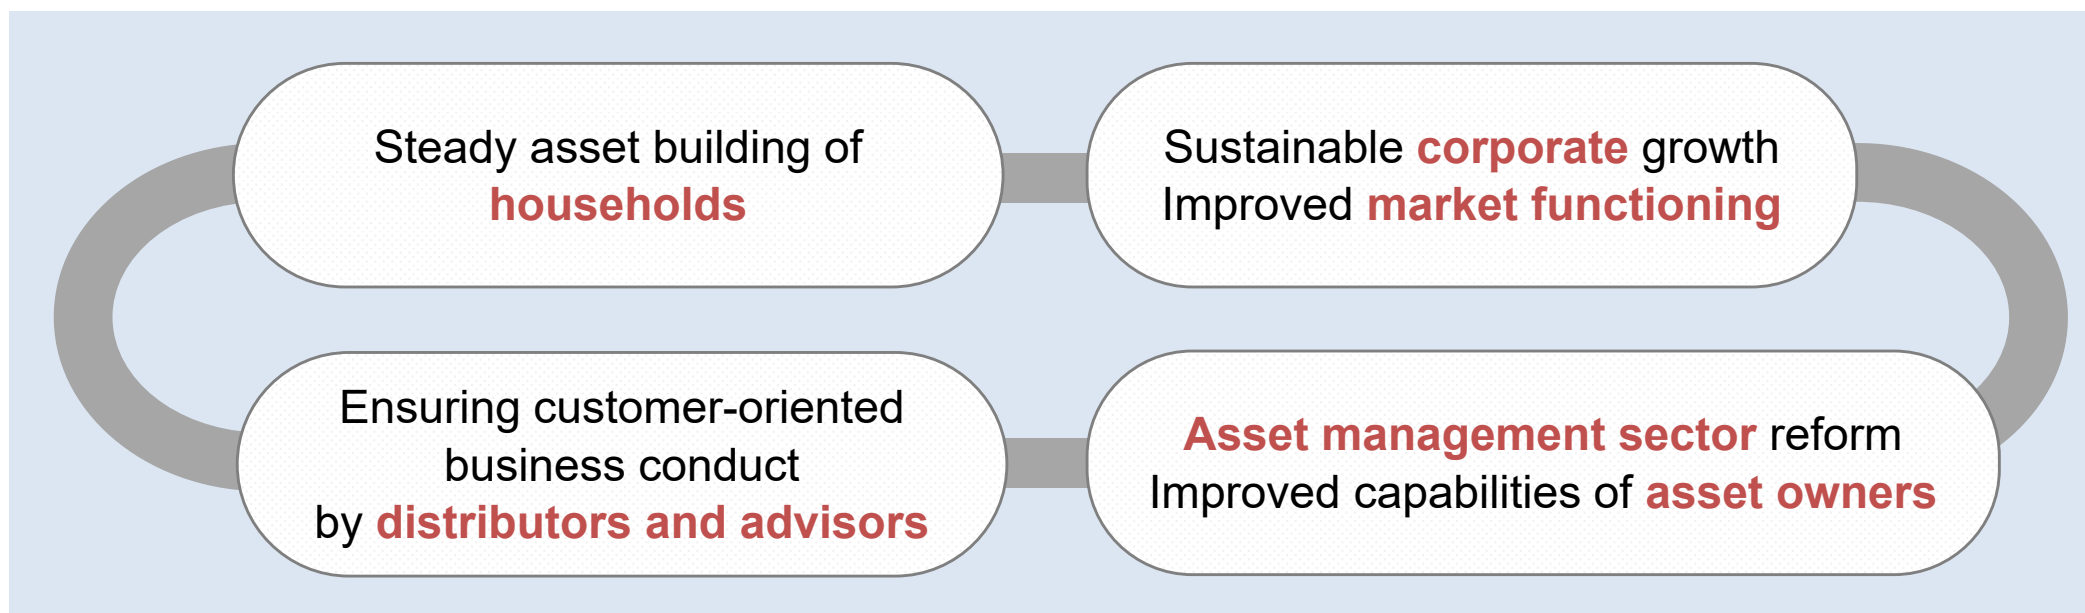 Steady asset building of
households
Sustainable corporate growth
Improved market functioning
Ensuring customer-oriented
business conduct
by distributors and advisors
Asset management sector reform
Improved capabilities of asset owners